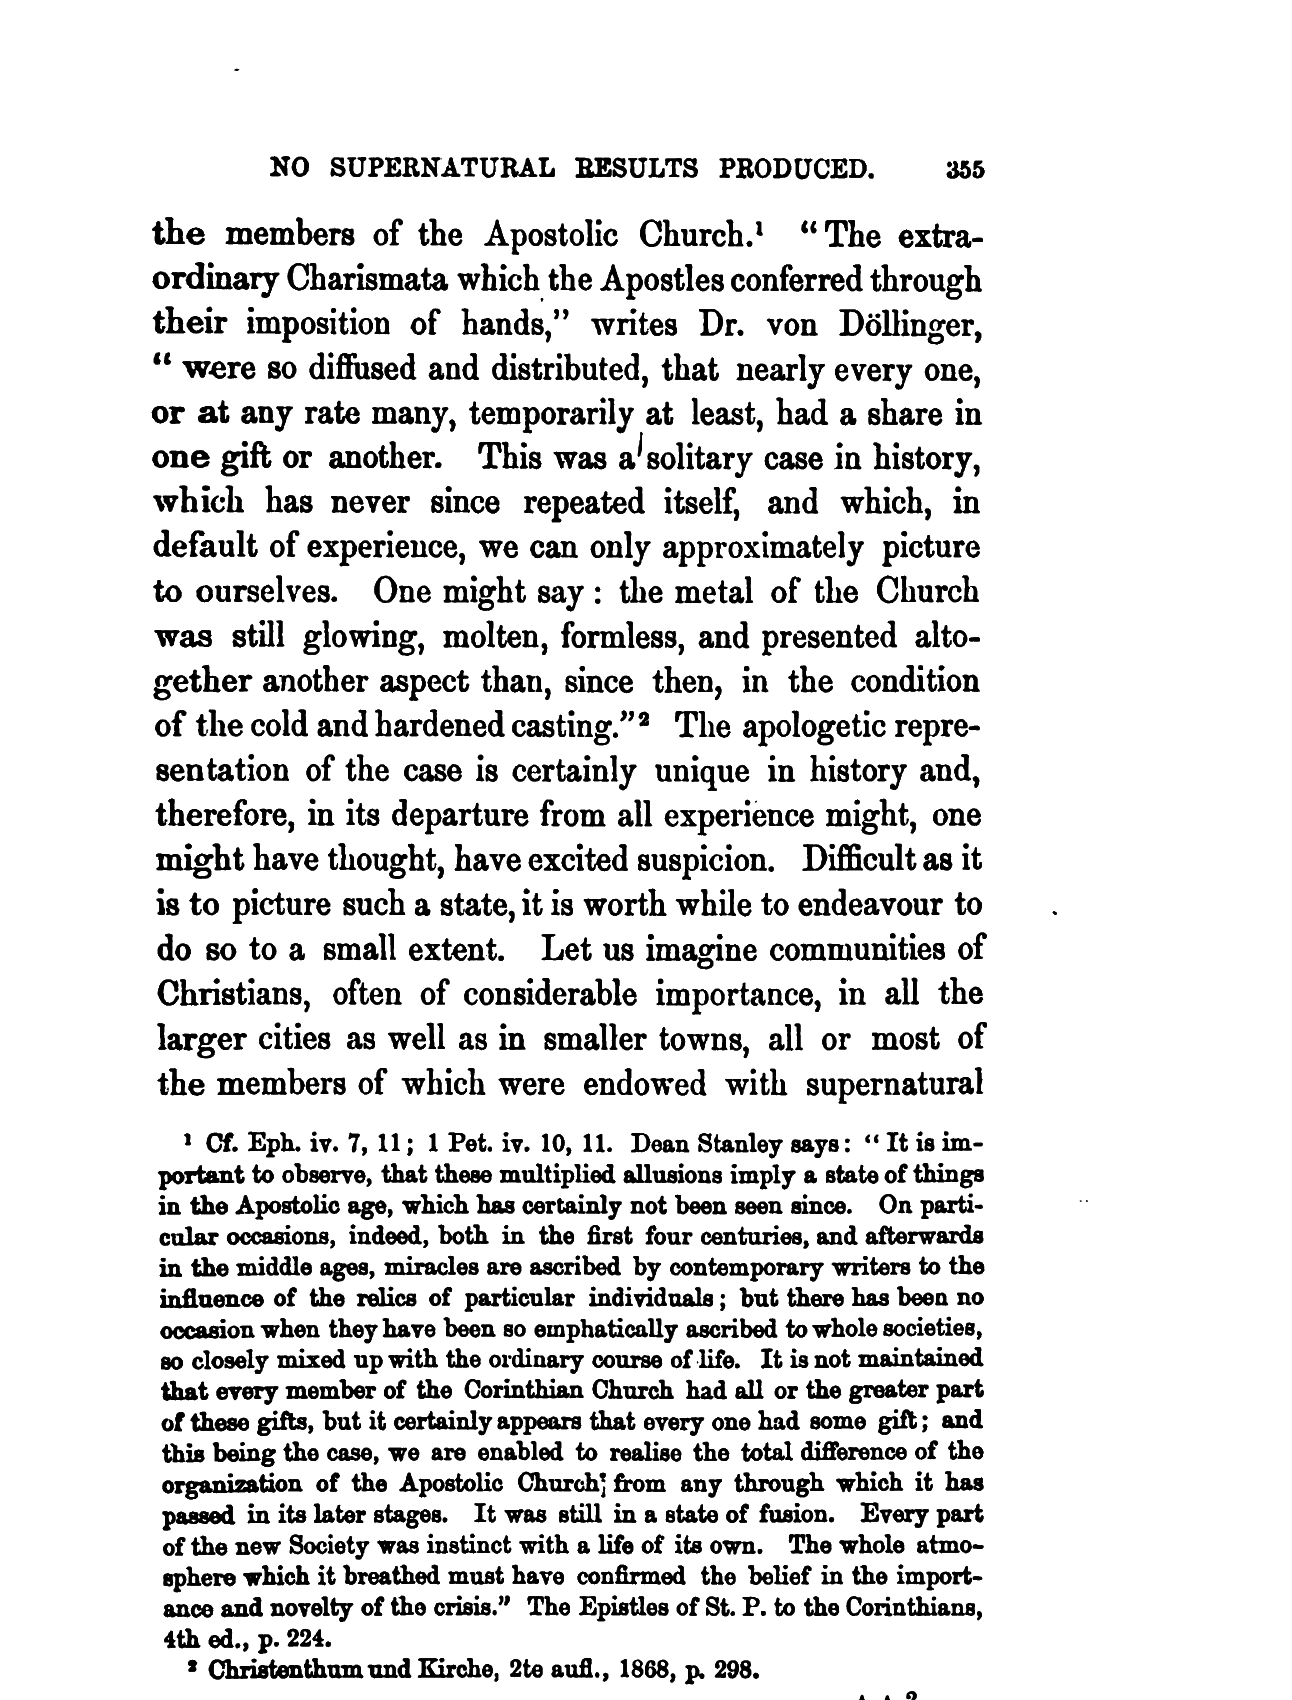 NO SUPERNATURAL RESULTS PRODUCED. 355
the members of the Apostolic Church.¹ “The extra-
ordinary Charismata which the Apostles conferred through
their imposition of hands,” writes Dr. von Döllinger,
“were so diffused and distributed, that nearly every one,
or at any rate many, temporarily at least, had a share in
one gift or another. This was a solitary case in history,
which has never since repeated itself, and which, in
default of experience, we can only approximately picture
to ourselves. One might say : the metal of the Church
was still glowing, molten, formless, and presented alto-
gether another aspect than, since then, in the condition
of the cold and hardened casting.”² The apologetic repre-
sentation of the case is certainly unique in history and,
therefore, in its departure from all experience might, one
might have thought, have excited suspicion. Difficult as it
is to picture such a state, it is worth while to endeavour to
do so to a small extent. Let us imagine communities of
Christians, often of considerable importance, in all the
larger cities as well as in smaller towns, all or most of
the members of which were endowed with supernatural
¹ Cf. Eph. iv. 7, 11; 1 Pet. iv. 10, 11. Dean Stanley says: “It is im-
portant to observe, that these multiplied allusions imply a state of things
in the Apostolic age, which has certainly not been seen since. On parti-
cular occasions, indeed, both in the first four centuries, and afterwards
in the middle ages, miracles are ascribed by contemporary writers to the
influence of the relics of particular individuals; but there has been no
occasion when they have been so emphatically ascribed to whole societies,
so closely mixed up with the ordinary course of life. It is not maintained
that every member of the Corinthian Church had all or the greater part
of these gifts, but it certainly appears that every one had some gift; and
this being the case, we are enabled to realise the total difference of the
organization of the Apostolic Church from any through which it has
passed in its later stages. It was still in a state of fusion. Every part
of the new Society was instinct with a life of its own. The whole atmo-
sphere which it breathed must have confirmed the belief in the import-
ance and novelty of the crisis.” The Epistles of St. P. to the Corinthians,
4th ed., p. 224.
² Christenthum und Kirche, 2te aufl., 1868, p. 298.